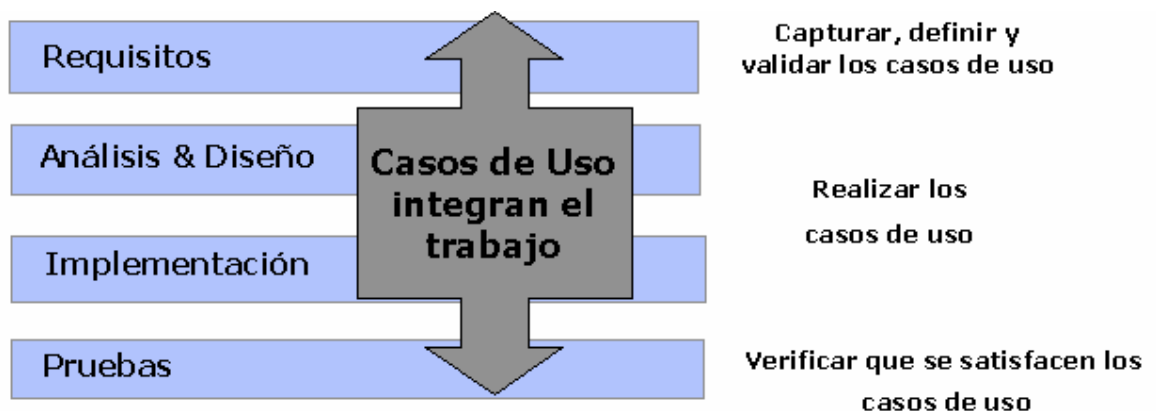 Requisitos
Capturar, definir y
validar los casos de uso
Análisis & Diseño
Casos de Uso
integran el
trabajo
Realizar los
casos de uso
Implementación
Pruebas
Verificar que se satisfacen los
casos de uso